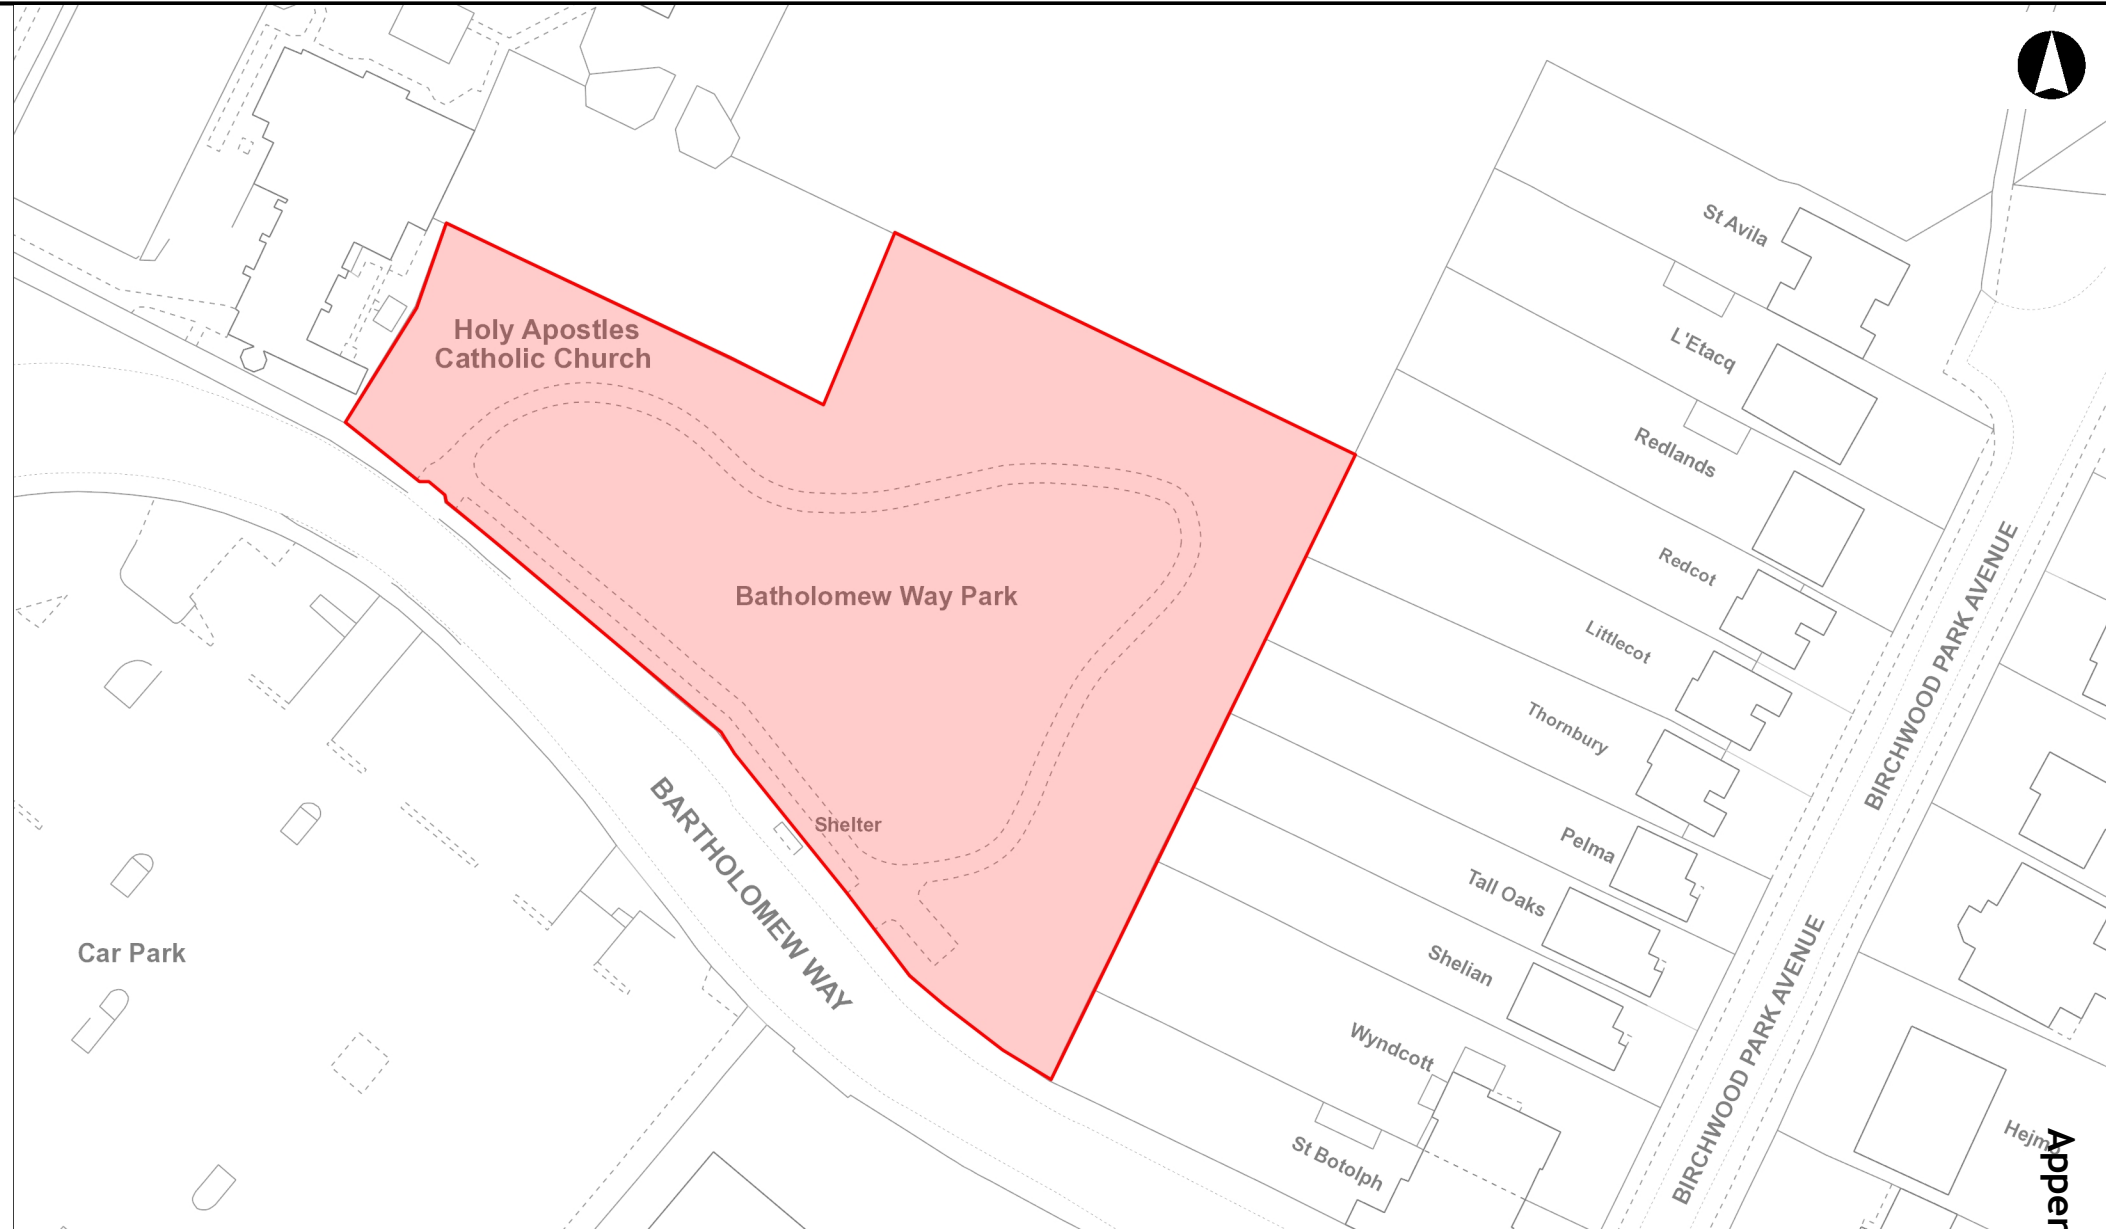 St Avila
Holy Apostles
Catholic Church
L'Etacq
Redlands
Redcot
Batholomew Way Park
Littlecot
BIRCHWOOD PARK AVENUE
Thornbury
Shelter
Pelma
BARTHOLOMEW WAY
Tall Oaks
Car Park
Shelian
BIRCHWOOD PARK AVENUE
Wyndcott
St Botolph
Apper